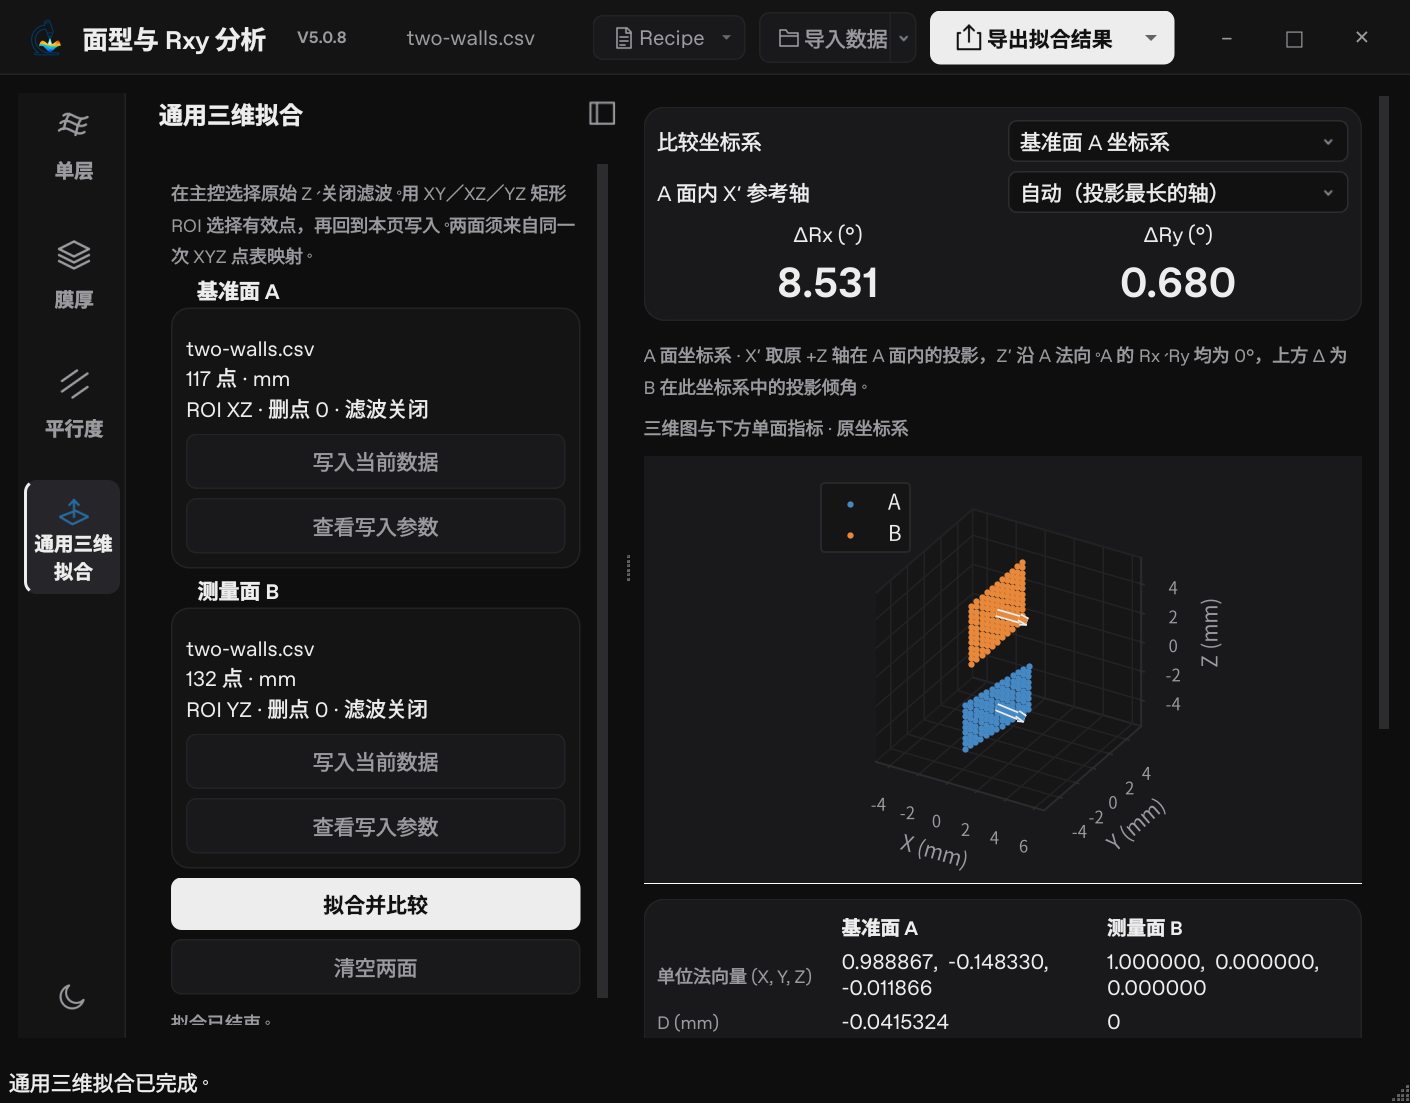 面型与 Rxy 分析
V5.0.8
two-walls.csv
Recipe
导入数据
导出拟合结果
单层
膜厚
平行度
通用三维
拟合
通用三维拟合
在主控选择原始 Z、关闭滤波。用 XY/XZ/YZ 矩形
ROI 选择有效点，再回到本页写入。两面须来自同一
次 XYZ 点表映射。
基准面 A
two-walls.csv
117 点 · mm
ROI XZ · 删点 0 · 滤波关闭
写入当前数据
查看写入参数
测量面 B
two-walls.csv
132 点 · mm
ROI YZ · 删点 0 · 滤波关闭
写入当前数据
查看写入参数
拟合并比较
清空两面
拟合已结束。
比较坐标系
基准面 A 坐标系
A 面内 X′ 参考轴
自动（投影最长的轴）
ΔRx (°)
ΔRy (°)
8.531
0.680
A 面坐标系 · X′ 取原 +Z 轴在 A 面内的投影，Z′ 沿 A 法向。A 的 Rx、Ry 均为 0°，上方 Δ 为
B 在此坐标系中的投影倾角。
三维图与下方单面指标 · 原坐标系
A
B
4
2
0
-2
-4
Z (mm)
-4
-2
0
2
4
6
X (mm)
-4
-2
0
2
4
Y (mm)
基准面 A
测量面 B
单位法向量 (X, Y, Z)
0.988867, -0.148330,
-0.011866
1.000000, 0.000000,
0.000000
D (mm)
-0.0415324
0
通用三维拟合已完成。